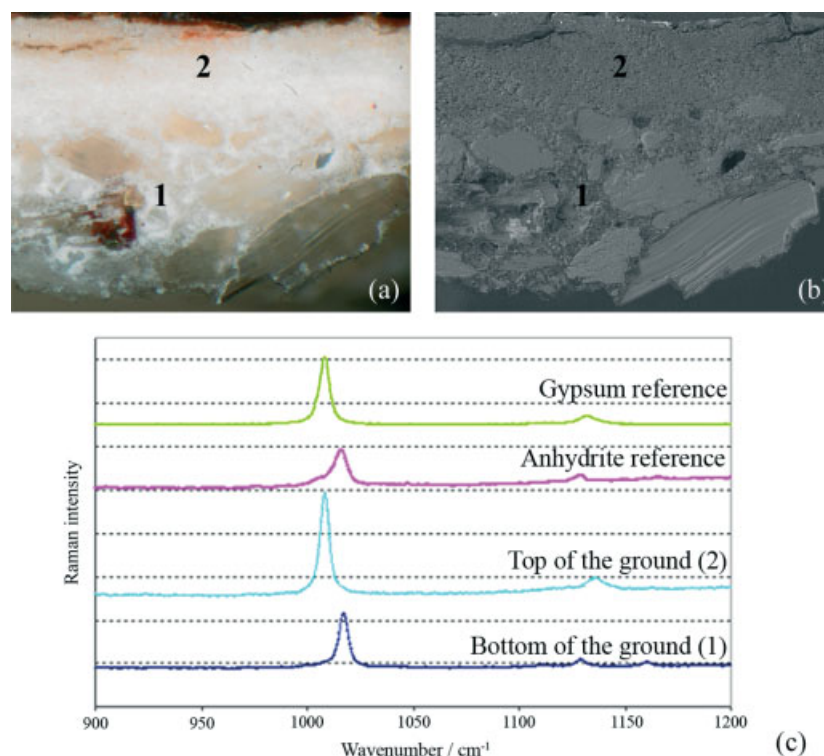 2
1
(a)
2
1
(b)
Gypsum reference
Anhydrite reference
Top of the ground (2)
Bottom of the ground (1)
Raman intensity
900 950 1000 1050 1100 1150 1200
Wavenumber / cm-1
(c)